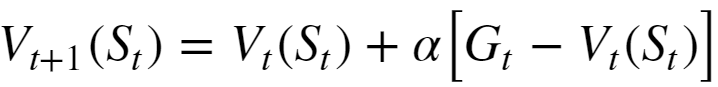 V_{t+1}(S_t) = V_t(S_t) + α[G_t − V_t(S_t)]